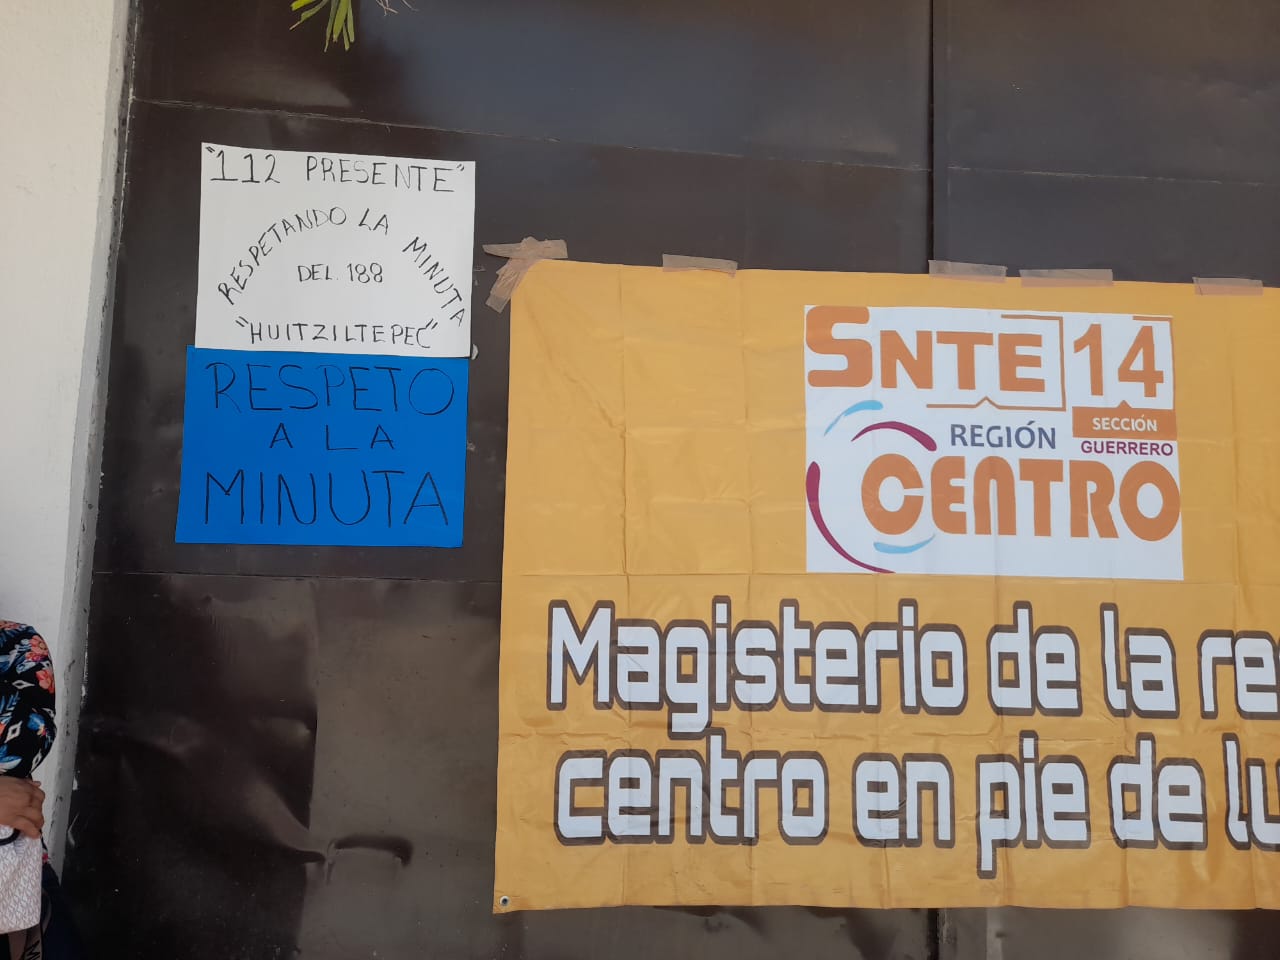 "112 PRESENTE"
RESPETANDO LA MINUTA
DEL. 188
"HUITZILTEPEC"
RESPETO
A LA
MINUTA
SNTE 14
SECCIÓN
REGIÓN
GUERRERO
CENTRO
Magisterio de la re
centro en pie de lu